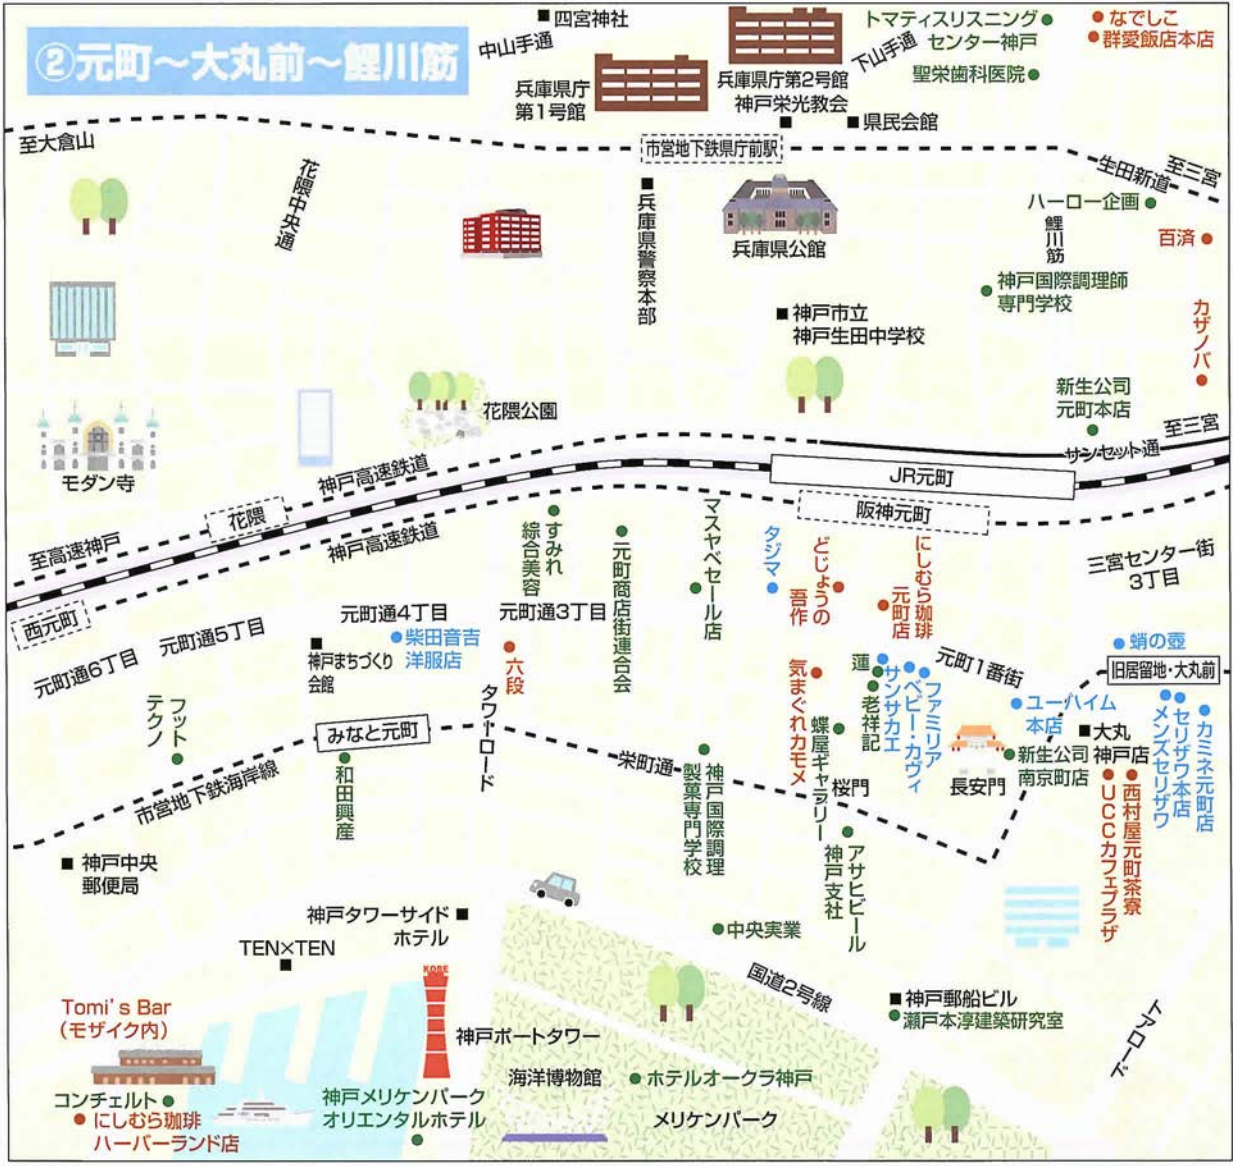 ②元町～大丸前～鯉川筋
四宮神社
中山手通
兵庫県庁
第1号館
兵庫県庁第2号館
神戸栄光教会
下山手通
トマティスリスニング
センター神戸
聖栄歯科医院
なでしこ
群愛飯店本店
県民会館
至大倉山
市営地下鉄県庁前駅
生田新道
至三宮
花隈中央通
兵庫県警察本部
兵庫県公館
ハーロー企画
鯉川筋
百済
神戸国際調理師
専門学校
神戸市立
神戸生田中学校
カザノバ
新生公司
元町本店
花隈公園
モダン寺
至三宮
サンセット通
JR元町
神戸高速鉄道
花隈
阪神元町
至高速神戸
神戸高速鉄道
すみれ
綜合美容
元町商店街連合会
マスヤベセール店
タジマ
どじょうの
吾作
にしむら珈琲
元町店
三宮センター街
3丁目
西元町
元町通6丁目
元町通5丁目
元町通4丁目
元町通3丁目
柴田音吉
洋服店
神戸まちづくり
会館
六段
気まぐれカモメ
蓮
老祥記
サンサカエ
ベビー・カヴィ
ファミリア
元町1番街
蛸の壺
旧居留地・大丸前
ユーハイム
本店
大丸
神戸店
メンズセリザワ
セリザワ本店
カミネ元町店
フット
テクノ
タワーロード
みなと元町
蝶屋ギャラリー
桜門
長安門
新生公司
南京町店
栄町通
市営地下鉄海岸線
和田興産
神戸国際調理
製菓専門学校
アサヒビール
神戸支社
UCCカフェプラザ
西村屋元町茶寮
神戸中央
郵便局
神戸タワーサイド
ホテル
TEN×TEN
中央実業
国道2号線
KOBE
神戸ポートタワー
神戸郵船ビル
瀬戸本淳建築研究室
トアロード
Tomi's Bar
（モザイク内）
コンチェルト
にしむら珈琲
ハーバーランド店
神戸メリケンパーク
オリエンタルホテル
海洋博物館
ホテルオークラ神戸
メリケンパーク